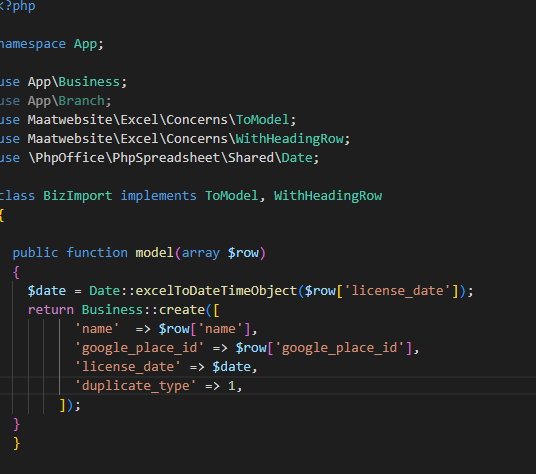 <?php
namespace App;
use App\Business;
use App\Branch;
use Maatwebsite\Excel\Concerns\ToModel;
use Maatwebsite\Excel\Concerns\WithHeadingRow;
use \PhpOffice\PhpSpreadsheet\Shared\Date;
class BizImport implements ToModel, WithHeadingRow
{
public function model(array $row)
{
$date = Date::excelToDateTimeObject($row['license_date']);
return Business::create([
'name'  => $row['name'],
'google_place_id' => $row['google_place_id'],
'license_date' => $date,
'duplicate_type' => 1,
]);
}
}